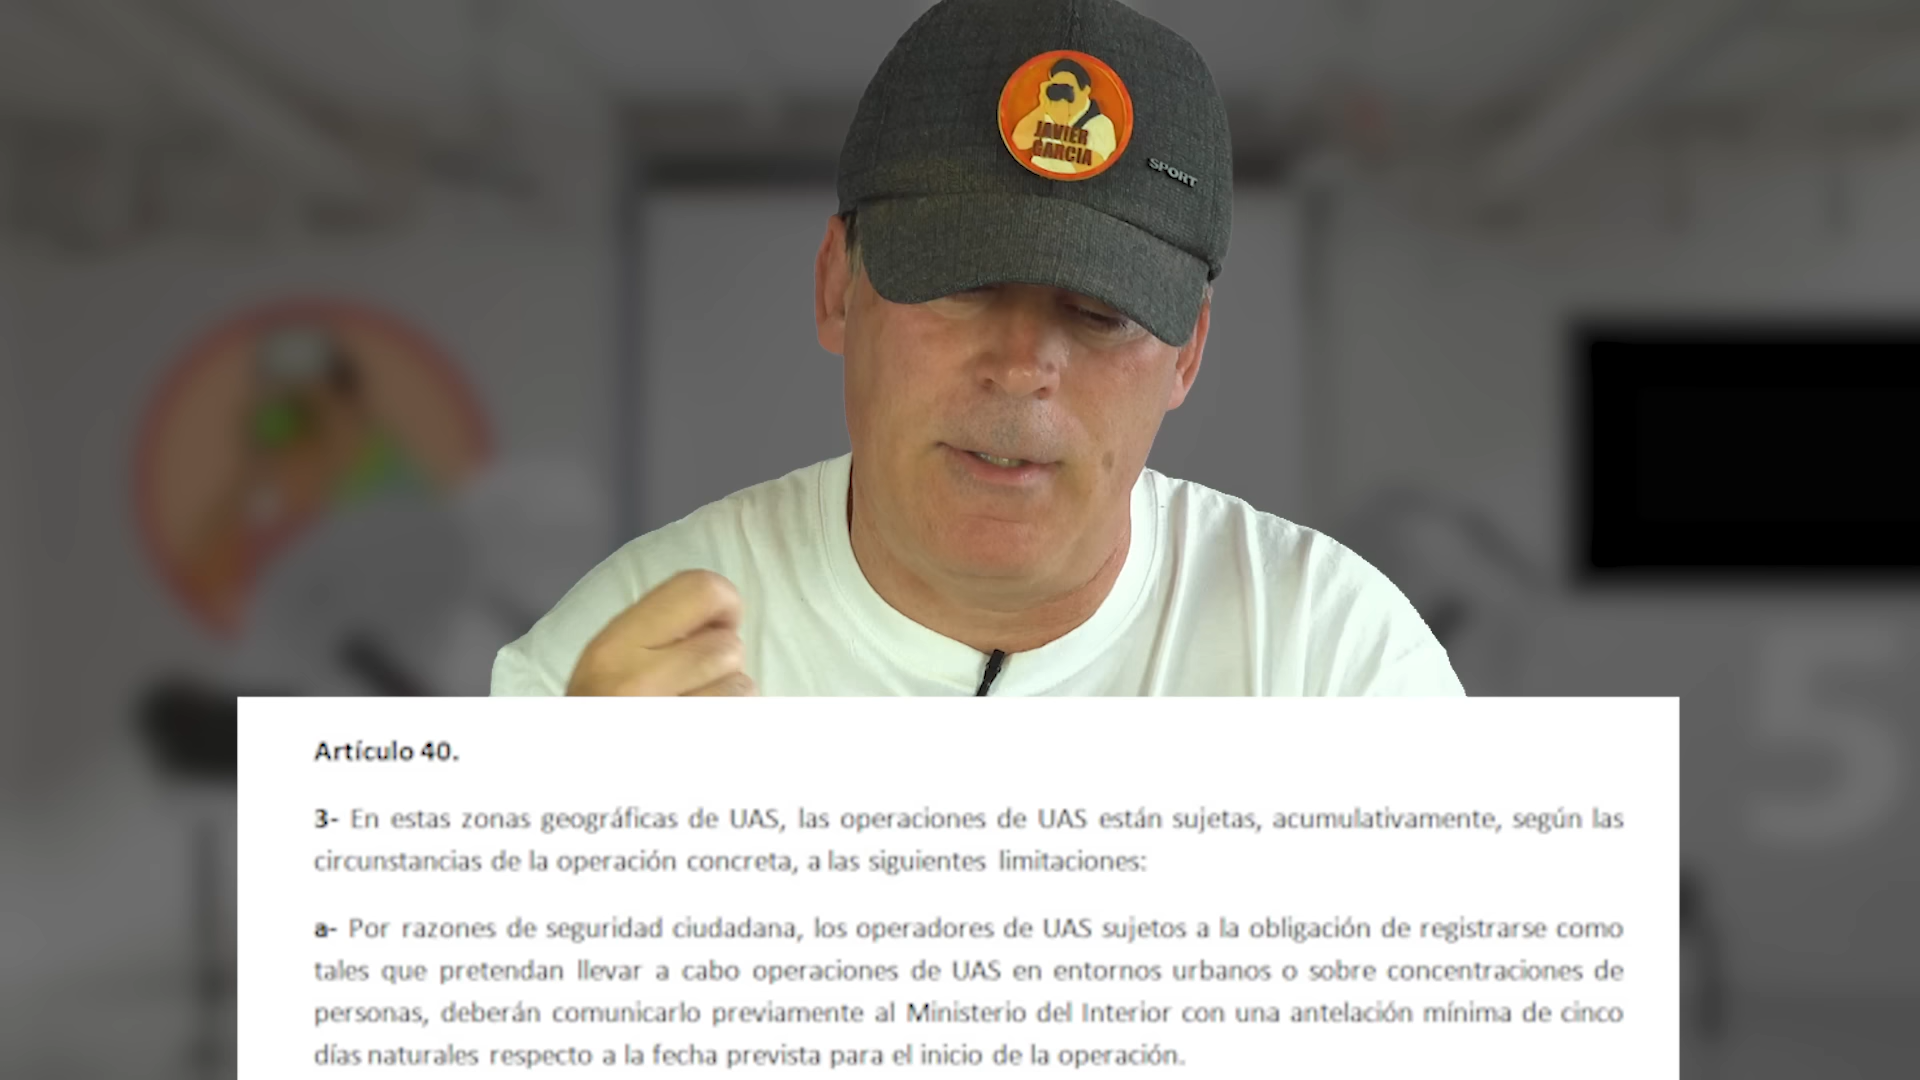 JAVIER
GARCIA
SPORT
5
Artículo 40.
3- En estas zonas geográficas de UAS, las operaciones de UAS están sujetas, acumulativamente, según las
circunstancias de la operación concreta, a las siguientes limitaciones:
a- Por razones de seguridad ciudadana, los operadores de UAS sujetos a la obligación de registrarse como
tales que pretendan llevar a cabo operaciones de UAS en entornos urbanos o sobre concentraciones de
personas, deberán comunicarlo previamente al Ministerio del Interior con una antelación mínima de cinco
días naturales respecto a la fecha prevista para el inicio de la operación.